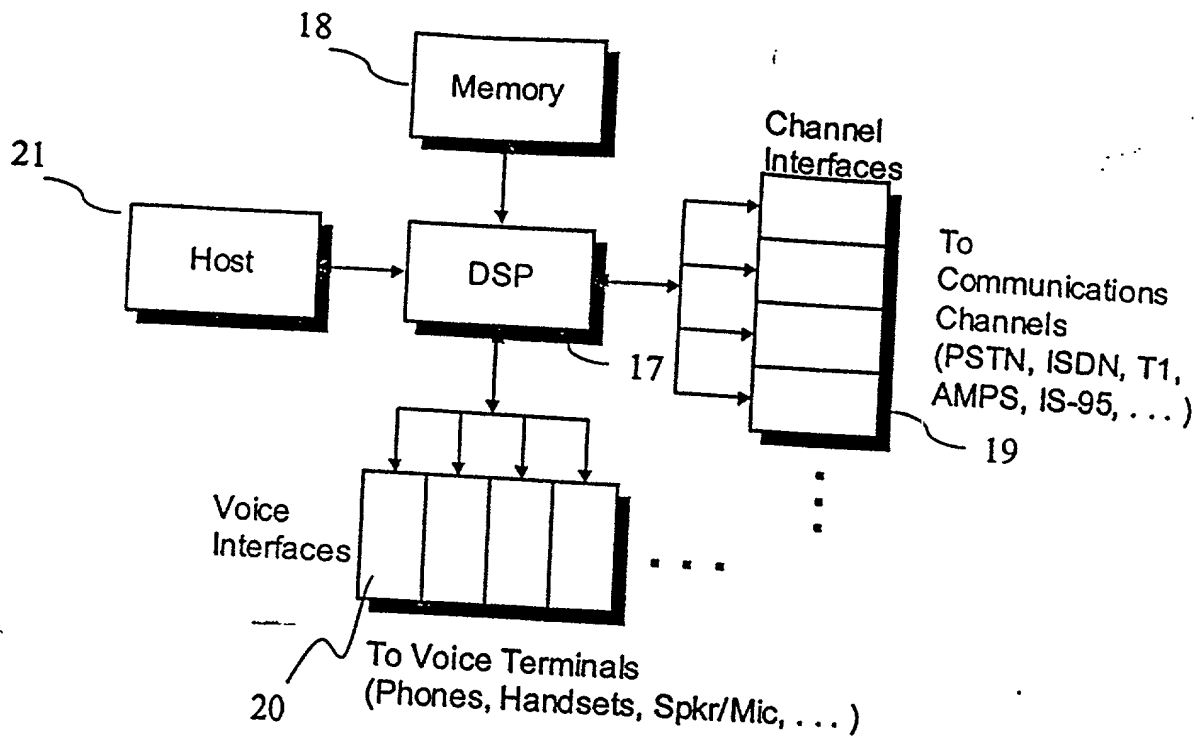 18
Memory
21
Host
DSP
17
Channel
Interfaces
To
Communications
Channels
(PSTN, ISDN, T1,
AMPS, IS-95, . . . )
19
Voice
Interfaces
. . .
20
To Voice Terminals
(Phones, Handsets, Spkr/Mic, . . . )